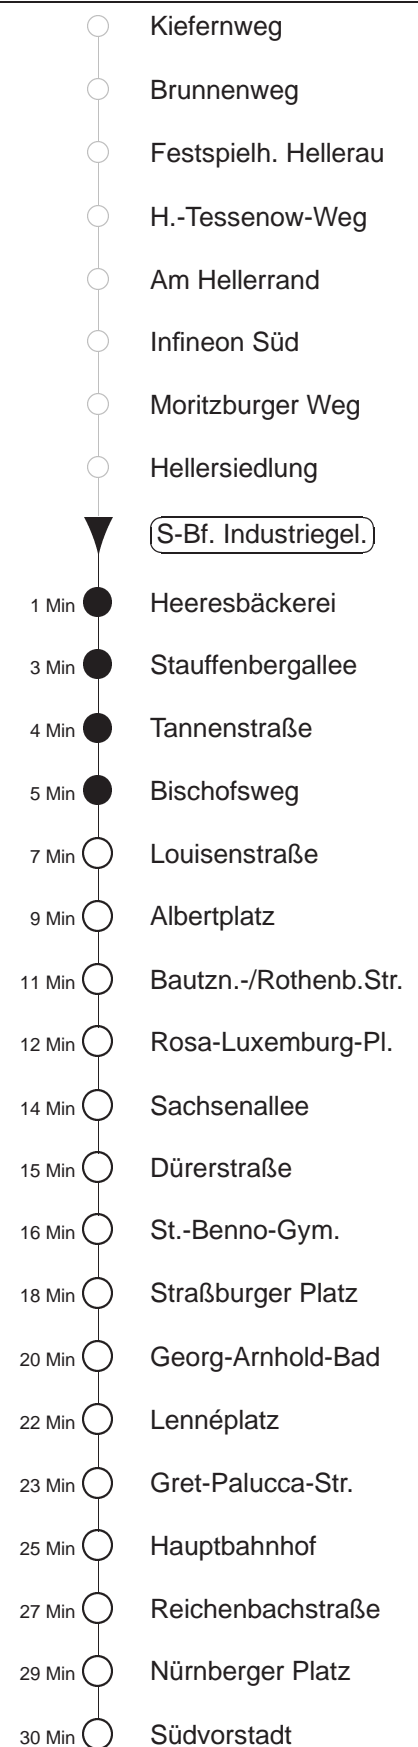 Kiefernweg
Brunnenweg
Festspielh. Hellerau
H.-Tessenow-Weg
Am Hellerrand
Infineon Süd
Moritzburger Weg
Hellersiedlung
S-Bf. Industriegel.
1 Min Heeresbäckerei
3 Min Stauffenbergallee
4 Min Tannenstraße
5 Min Bischofsweg
7 Min Louisenstraße
9 Min Albertplatz
11 Min Bautzn.-/Rothenb.Str.
12 Min Rosa-Luxemburg-Pl.
14 Min Sachsenallee
15 Min Dürerstraße
16 Min St.-Benno-Gym.
18 Min Straßburger Platz
20 Min Georg-Arnhold-Bad
22 Min Lennéplatz
23 Min Gret-Palucca-Str.
25 Min Hauptbahnhof
27 Min Reichenbachstraße
29 Min Nürnberger Platz
30 Min Südvorstadt